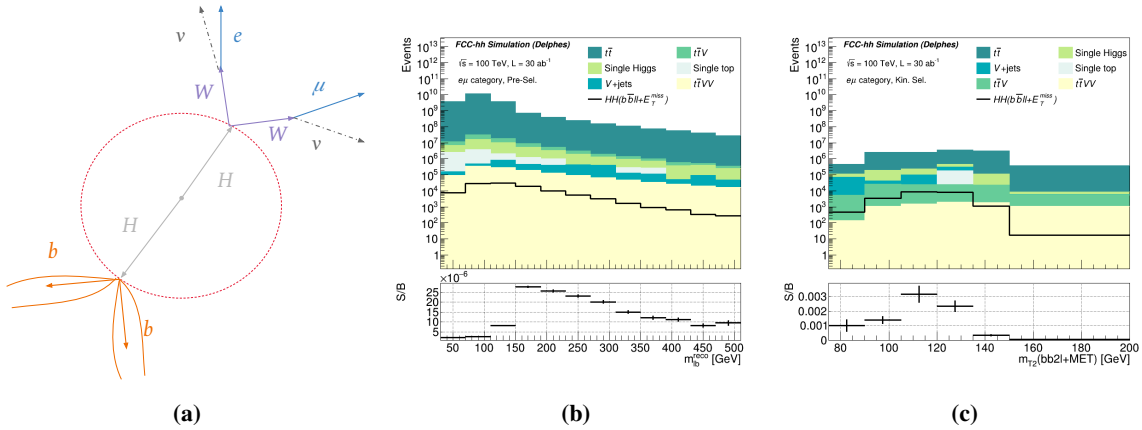 ν
e
μ
W
W
ν
H
H
b
b
Events
FCC-hh Simulation (Delphes)
√s = 100 TeV, L = 30 ab⁻¹
eμ category, Pre-Sel.
tt̄
tt̄V
Single Higgs
Single top
V+jets
tt̄VV
HH(bb̄ll+E_T^miss)
10¹³
10¹²
10¹¹
10¹⁰
10⁹
10⁸
10⁷
10⁶
10⁵
10⁴
10³
10²
10
1
×10⁻⁶
S/B
25
20
15
10
5
50 100 150 200 250 300 350 400 450 500
m_lb^reco [GeV]
Events
FCC-hh Simulation (Delphes)
√s = 100 TeV, L = 30 ab⁻¹
eμ category, Kin. Sel.
tt̄
Single Higgs
V+jets
Single top
tt̄V
tt̄VV
HH(bb̄ll+E_T^miss)
10¹³
10¹²
10¹¹
10¹⁰
10⁹
10⁸
10⁷
10⁶
10⁵
10⁴
10³
10²
10
1
S/B
0.003
0.002
0.001
0
80 100 120 140 160 180 200
m_T2(bb2l+MET) [GeV]
(a)
(b)
(c)